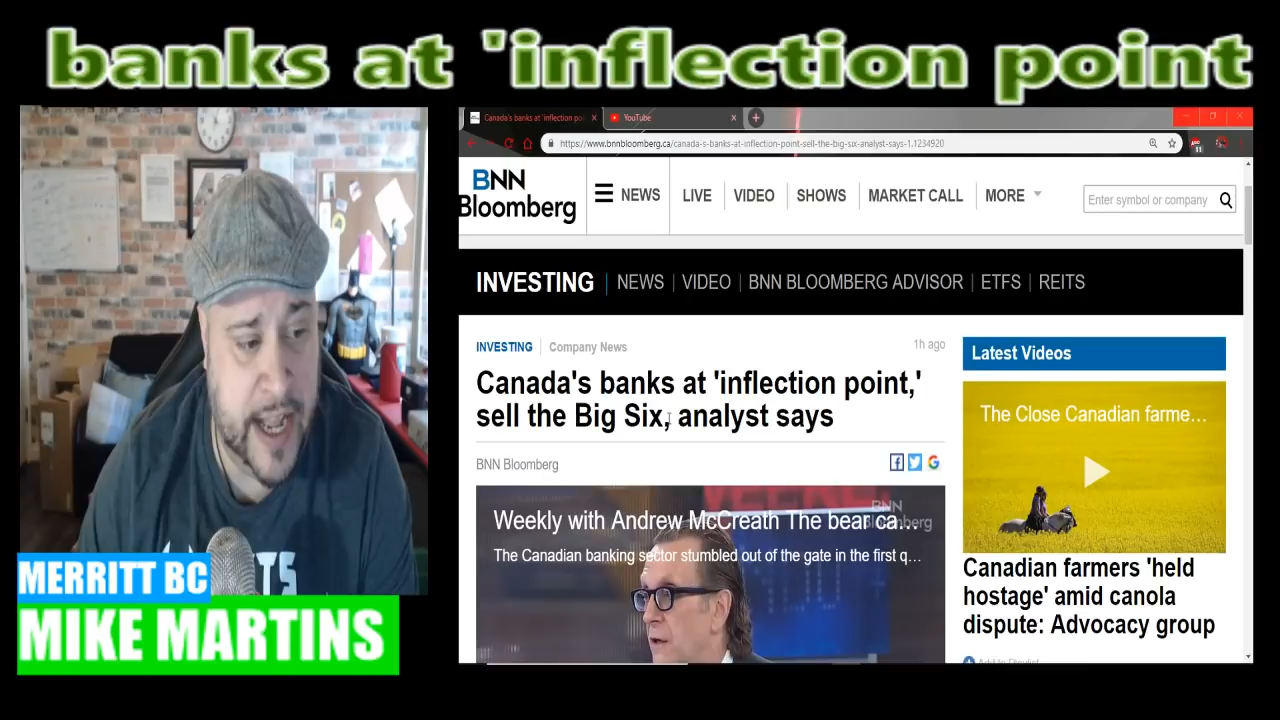 banks at 'inflection point
Canada's banks at 'inflection poi
YouTube
https://www.bnnbloomberg.ca/canada-s-banks-at-inflection-point-sell-the-big-six-analyst-says-1.1234920
BNN
Bloomberg
NEWS
LIVE
VIDEO
SHOWS
MARKET CALL
MORE
Enter symbol or company
INVESTING
NEWS
VIDEO
BNN BLOOMBERG ADVISOR
ETFS
REITS
INVESTING
Company News
1h ago
Canada's banks at 'inflection point,'
sell the Big Six, analyst says
BNN Bloomberg
Weekly with Andrew McCreath The bear ca...
The Canadian banking sector stumbled out of the gate in the first q...
BNN
Bloomberg
Latest Videos
The Close Canadian farme...
Canadian farmers 'held
hostage' amid canola
dispute: Advocacy group
Add to Playlist
MERRITT BC
MIKE MARTINS